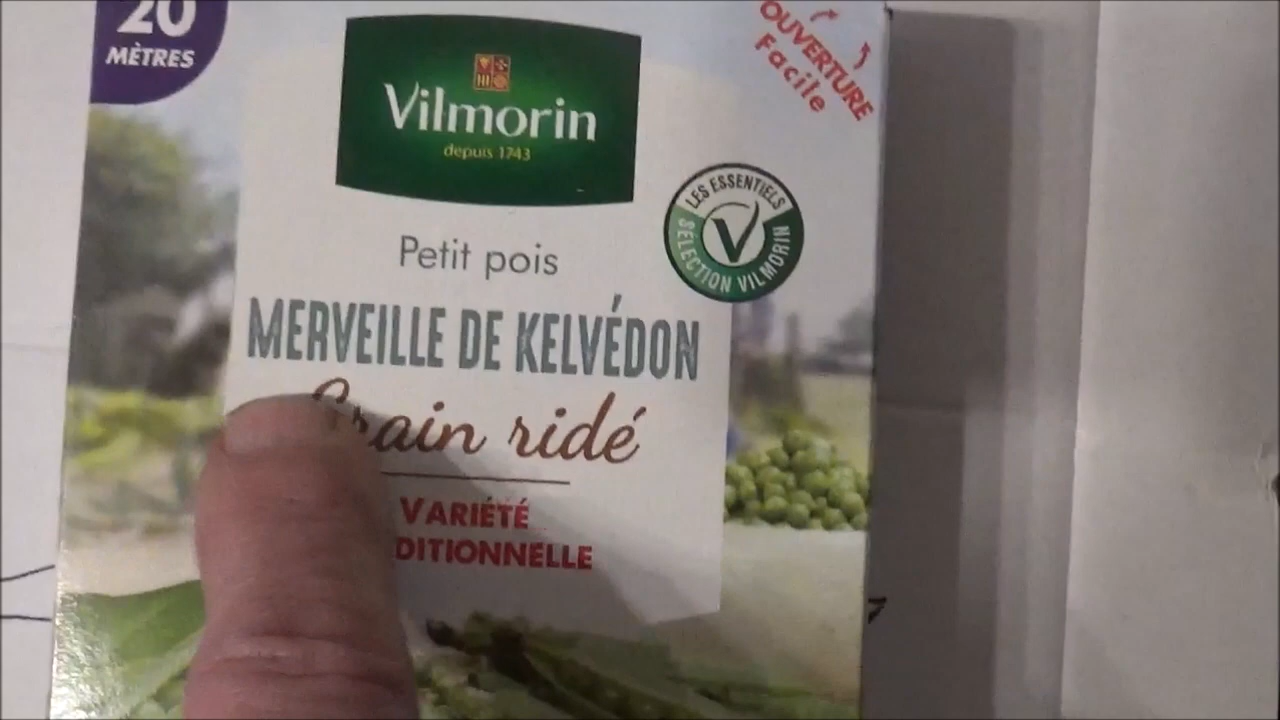 20
MÈTRES
Vilmorin
depuis 1743
OUVERTURE
Facile
LES ESSENTIELS
SÉLECTION VILMORIN
Petit pois
MERVEILLE DE KELVÉDON
Grain ridé
VARIÉTÉ
DITIONNELLE